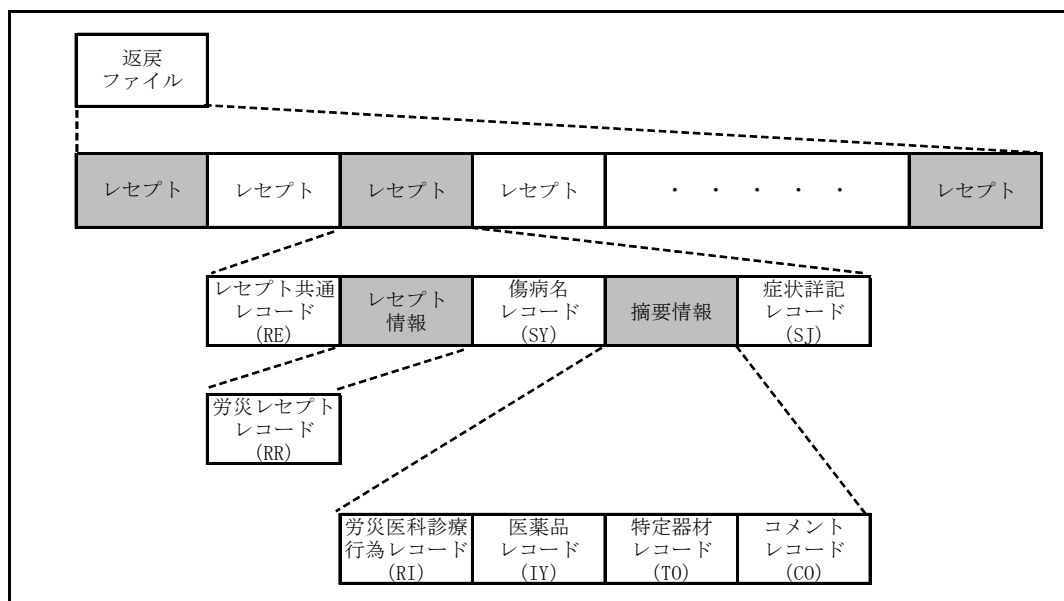 返戻
ファイル
レセプト
レセプト
レセプト
レセプト
・ ・ ・ ・ ・
レセプト
レセプト共通
レコード
(RE)
レセプト
情報
傷病名
レコード
(SY)
摘要情報
症状詳記
レコード
(SJ)
労災レセプト
レコード
(RR)
労災医科診療
行為レコード
(RI)
医薬品
レコード
(IY)
特定器材
レコード
(TO)
コメント
レコード
(CO)